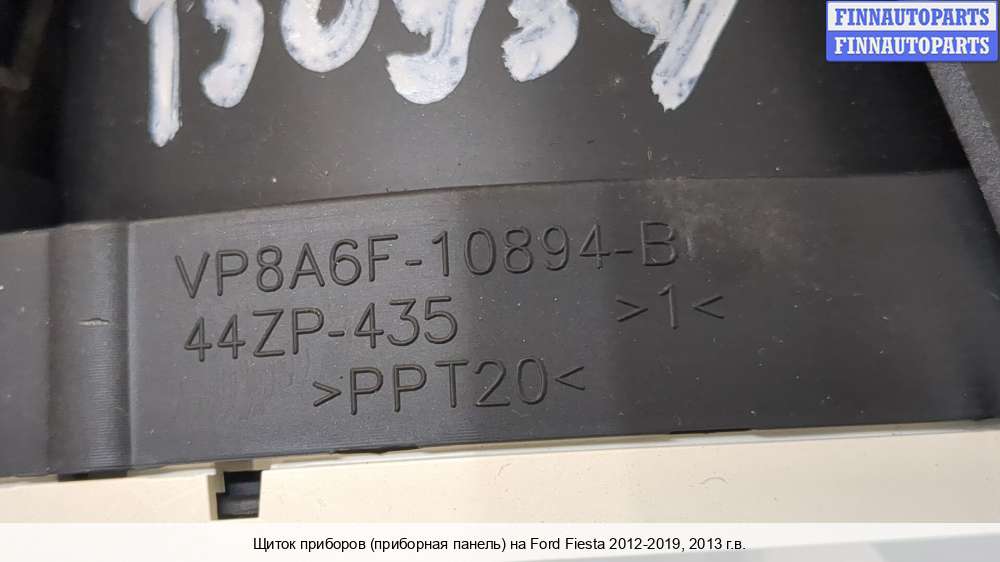 FINNAUTOPARTS
FINNAUTOPARTS
VP8A6F-10894-B
44ZP-435 >1<
>PPT20<
Щиток приборов (приборная панель) на Ford Fiesta 2012-2019, 2013 г.в.